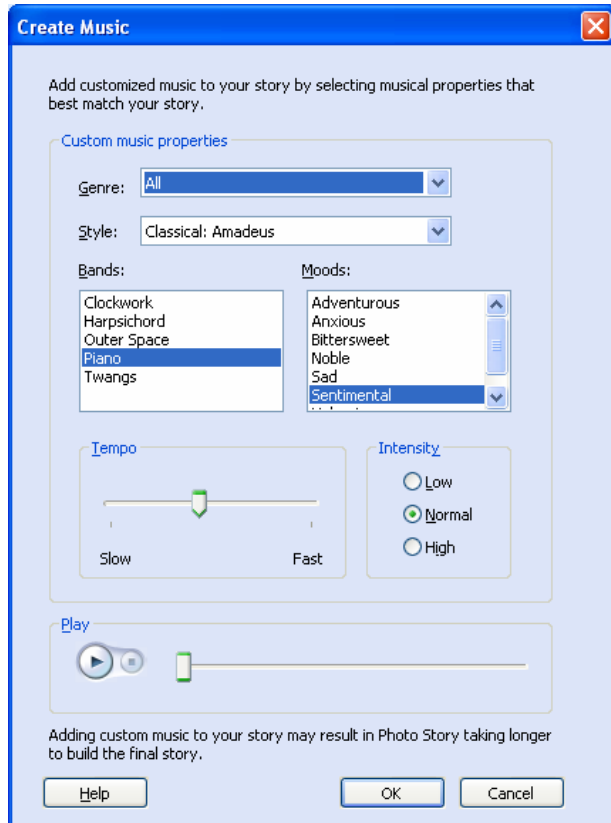 Create Music
Add customized music to your story by selecting musical properties that
best match your story.
Custom music properties
Genre: All
Style: Classical: Amadeus
Bands: Moods:
Clockwork Adventurous
Harpsichord Anxious
Outer Space Bittersweet
Piano Noble
Twangs Sad
Sentimental
Tempo Intensity
Low
Normal
High
Slow Fast
Play
Adding custom music to your story may result in Photo Story taking longer
to build the final story.
Help OK Cancel